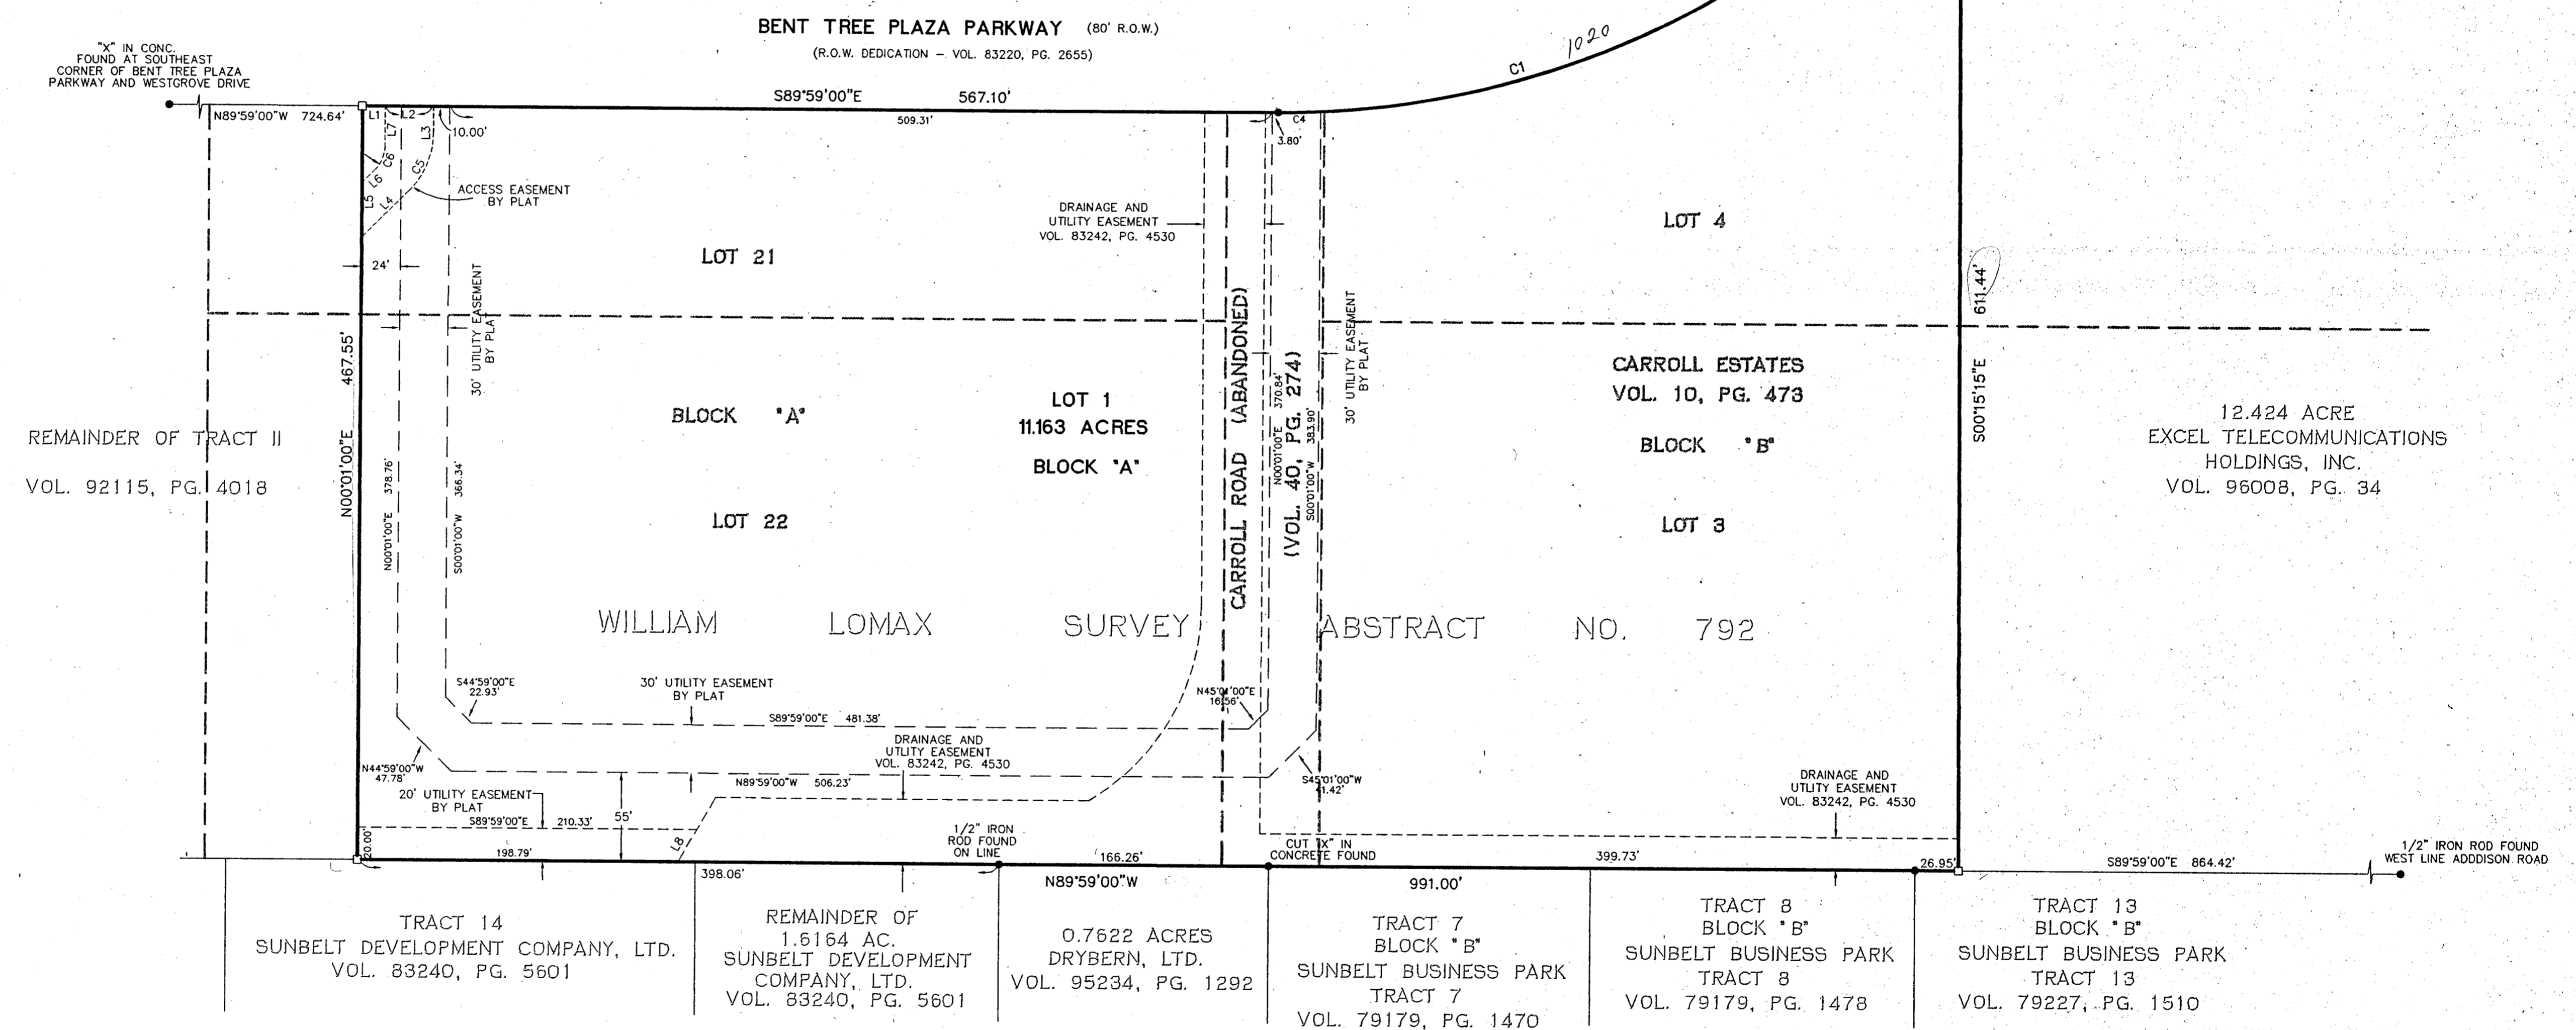 BENT TREE PLAZA PARKWAY (80' R.O.W.)
(R.O.W. DEDICATION – VOL. 83220, PG. 2655)
"X" IN CONC.
FOUND AT SOUTHEAST
CORNER OF BENT TREE PLAZA
PARKWAY AND WESTGROVE DRIVE
N89°59'00"W 724.64'
S89°59'00"E 567.10'
509.31'
C1
1020
L1
L2
L7
L3
10.00'
C4
3.80'
C6
C5
L6
L5
L4
ACCESS EASEMENT
BY PLAT
24'
DRAINAGE AND
UTILITY EASEMENT
VOL. 83242, PG. 4530
LOT 21
LOT 4
30' UTILITY EASEMENT
BY PLAT
30' UTILITY EASEMENT
BY PLAT
611.44'
S00°15'15"E
467.55'
N00°01'00"E
REMAINDER OF TRACT II
VOL. 92115, PG. 4018
BLOCK "A"
LOT 1
11.163 ACRES
BLOCK "A"
LOT 22
N00°01'00"E 378.76'
S00°01'00"W 366.34'
CARROLL ROAD (ABANDONED)
(VOL. 40, PG. 274)
N00°01'00"E 370.84'
S00°01'00"W 383.90'
CARROLL ESTATES
VOL. 10, PG. 473
BLOCK "B"
LOT 3
12.424 ACRE
EXCEL TELECOMMUNICATIONS
HOLDINGS, INC.
VOL. 96008, PG. 34
WILLIAM LOMAX SURVEY ABSTRACT NO. 792
S44°59'00"E
22.93'
30' UTILITY EASEMENT
BY PLAT
S89°59'00"E 481.38'
N45°01'00"E
16.56'
N44°59'00"W
47.78'
DRAINAGE AND
UTLITY EASEMENT
VOL. 83242, PG. 4530
N89°59'00"W 506.23'
S45°01'00"W
41.42'
20' UTILITY EASEMENT
BY PLAT
S89°59'00"E 210.33'
55'
20.00'
198.79'
L8
1/2" IRON
ROD FOUND
ON LINE
DRAINAGE AND
UTLITY EASEMENT
VOL. 83242, PG. 4530
CUT "X" IN
CONCRETE FOUND
398.06'
166.26'
N89°59'00"W 991.00'
399.73'
26.95'
S89°59'00"E 864.42'
1/2" IRON ROD FOUND
WEST LINE ADDDISON ROAD
TRACT 14
SUNBELT DEVELOPMENT COMPANY, LTD.
VOL. 83240, PG. 5601
REMAINDER OF
1.6164 AC.
SUNBELT DEVELOPMENT
COMPANY, LTD.
VOL. 83240, PG. 5601
0.7622 ACRES
DRYBERN, LTD.
VOL. 95234, PG. 1292
TRACT 7
BLOCK "B"
SUNBELT BUSINESS PARK
TRACT 7
VOL. 79179, PG. 1470
TRACT 8
BLOCK "B"
SUNBELT BUSINESS PARK
TRACT 8
VOL. 79179, PG. 1478
TRACT 13
BLOCK "B"
SUNBELT BUSINESS PARK
TRACT 13
VOL. 79227, PG. 1510